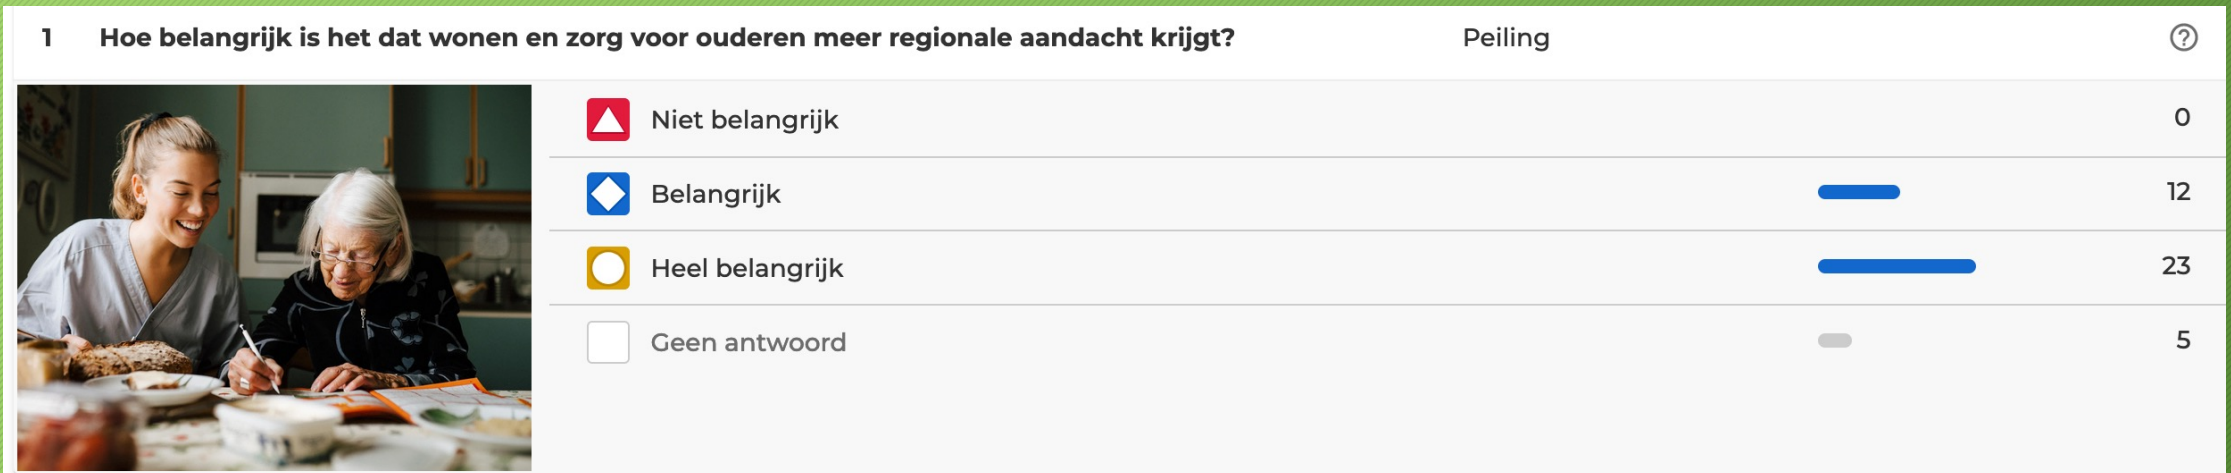 1 Hoe belangrijk is het dat wonen en zorg voor ouderen meer regionale aandacht krijgt? Peiling
Niet belangrijk 0
Belangrijk 12
Heel belangrijk 23
Geen antwoord 5